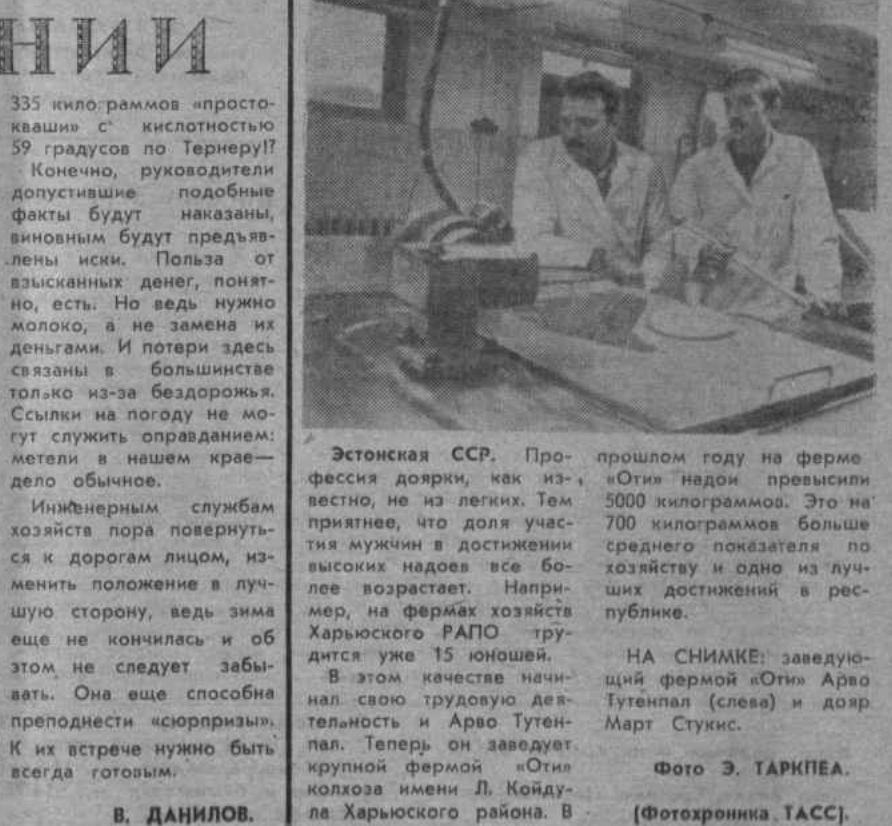 НИИ
335 кило граммов «просто-
кваши» с кислотностью
59 градусов по Тернеру!?
Конечно, руководители
допустившие подобные
факты будут наказаны,
виновным будут предъяв-
лены иски. Польза от
взысканных денег, понят-
но, есть. Но ведь нужно
молоко, а не замена их
деньгами. И потери здесь
связаны в большинстве
только из-за бездорожья.
Ссылки на погоду не мо-
гут служить оправданием:
метели в нашем крае—
дело обычное.
Инженерным службам
хозяйств пора повернуть-
ся к дорогам лицом, из-
менить положение в луч-
шую сторону, ведь зима
еще не кончилась и об
этом не следует забы-
вать. Она еще способна
преподнести «сюрпризы».
К их встрече нужно быть
всегда готовым.
В. ДАНИЛОВ.
Эстонская ССР. Про-
фессия доярки, как из-
вестно, не из легких. Тем
приятнее, что доля учас-
тия мужчин в достижении
высоких надоев все бо-
лее возрастает. Напри-
мер, на фермах хозяйств
Харьюского РАПО тру-
дится уже 15 юношей.
В этом качестве начи-
нал свою трудовую дея-
тельность и Арво Тутен-
пал. Теперь он заведует
крупной фермой «Оти»
колхоза имени Л. Койду-
ла Харьюского района. В
прошлом году на ферме
«Оти» надои превысили
5000 килограммов. Это на
700 килограммов больше
среднего показателя по
хозяйству и одно из луч-
ших достижений в рес-
публике.
НА СНИМКЕ: заведую-
щий фермой «Оти» Арво
Тутенпал (слева) и дояр
Март Стукис.
Фото Э. ТАРКПЕА.
(Фотохроника ТАСС).